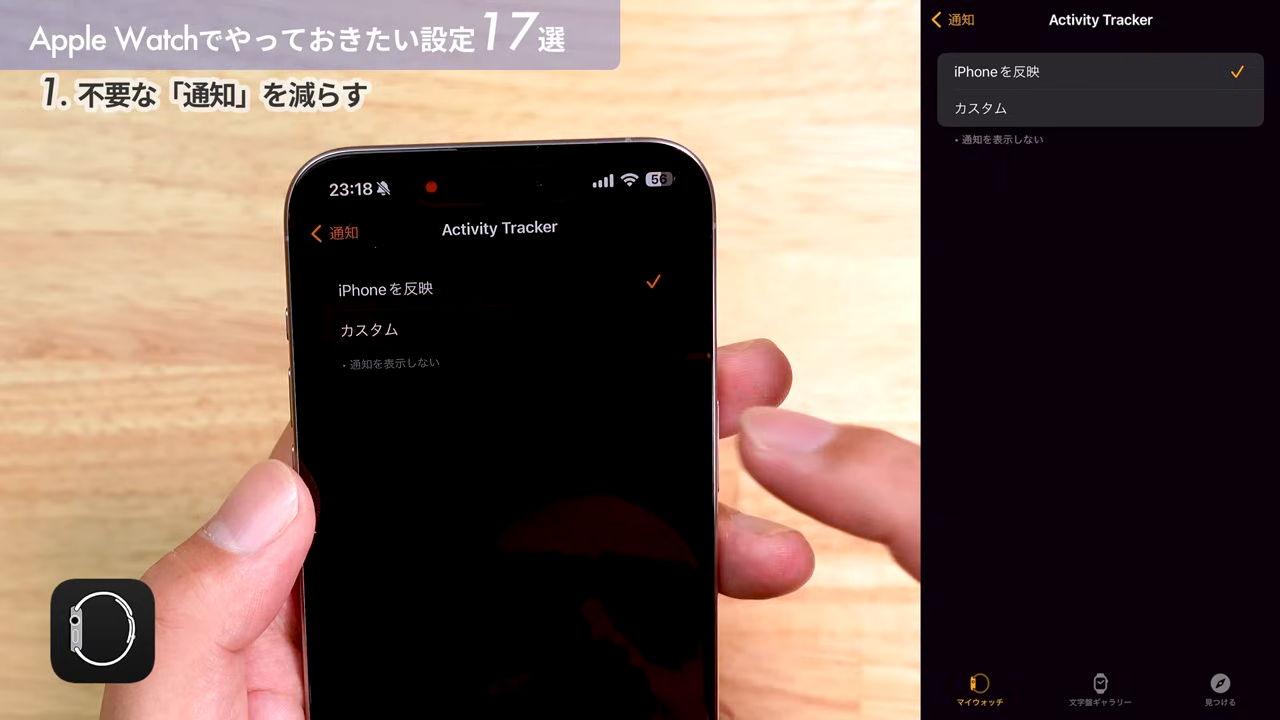 Apple Watchでやっておきたい設定17選
1. 不要な「通知」を減らす
23:18
56
通知
Activity Tracker
iPhoneを反映
カスタム
・通知を表示しない
通知
Activity Tracker
iPhoneを反映
カスタム
・通知を表示しない
マイウォッチ
文字盤ギャラリー
見つける